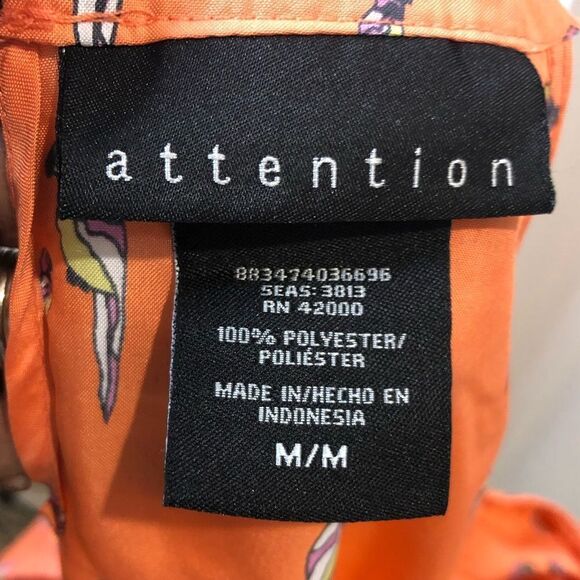 attention
883474036696
SEAS: 3813
RN 42000
100% POLYESTER/
POLIÉSTER
MADE IN/HECHO EN
INDONESIA
M/M